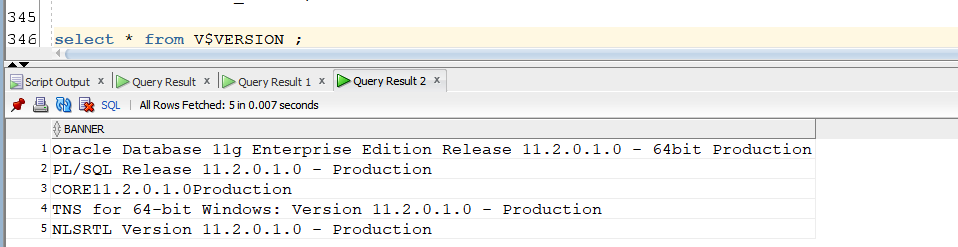 345
346 select * from V$VERSION ;
Script Output x Query Result x Query Result 1 x Query Result 2 x
SQL | All Rows Fetched: 5 in 0.007 seconds
BANNER
1 Oracle Database 11g Enterprise Edition Release 11.2.0.1.0 - 64bit Production
2 PL/SQL Release 11.2.0.1.0 - Production
3 CORE11.2.0.1.0Production
4 TNS for 64-bit Windows: Version 11.2.0.1.0 - Production
5 NLSRTL Version 11.2.0.1.0 - Production